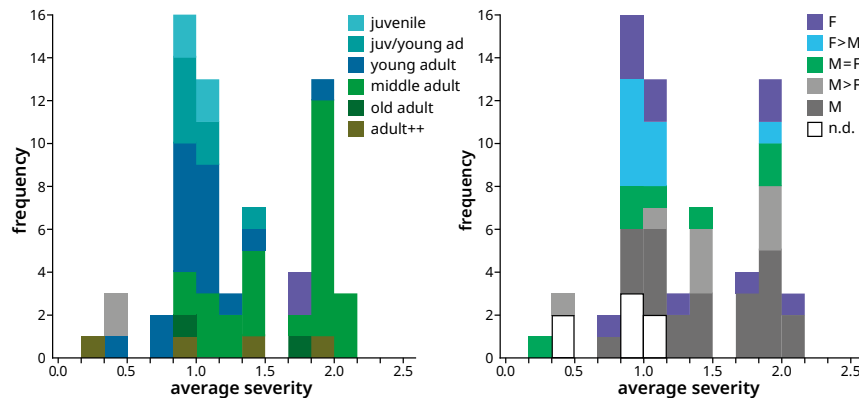 16
14
12
10
8
6
4
2
0
frequency
0.0 0.5 1.0 1.5 2.0 2.5
average severity
juvenile
juv/young ad
young adult
middle adult
old adult
adult++
16
14
12
10
8
6
4
2
0
frequency
0.0 0.5 1.0 1.5 2.0 2.5
average severity
F
F>M
M=F
M>F
M
n.d.